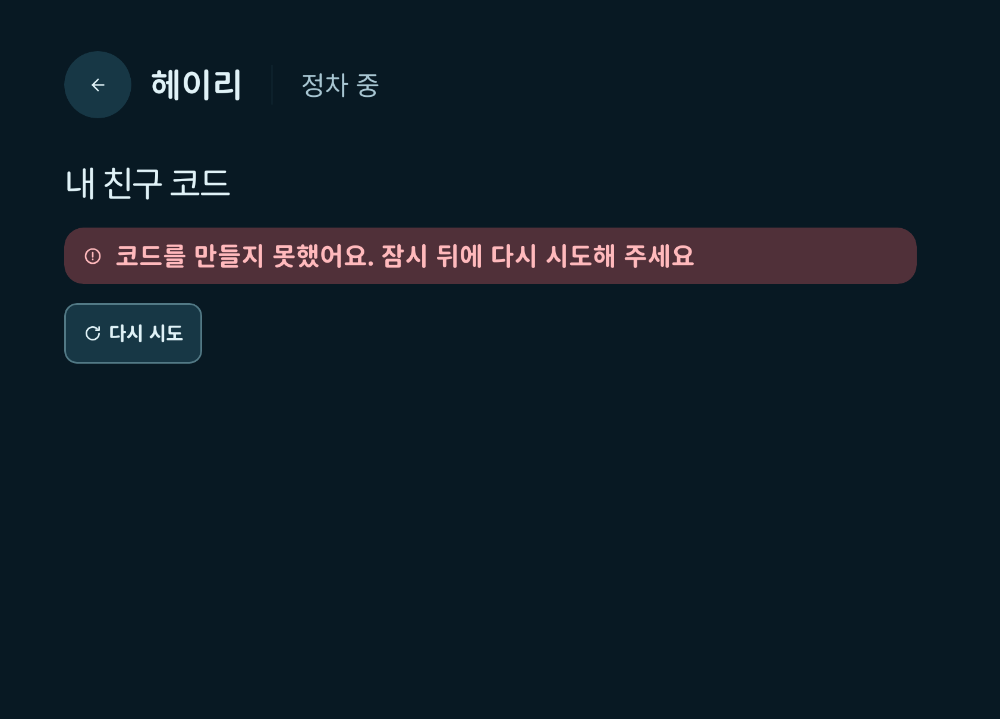 헤이리
정차 중
내 친구 코드
코드를 만들지 못했어요. 잠시 뒤에 다시 시도해 주세요
다시 시도